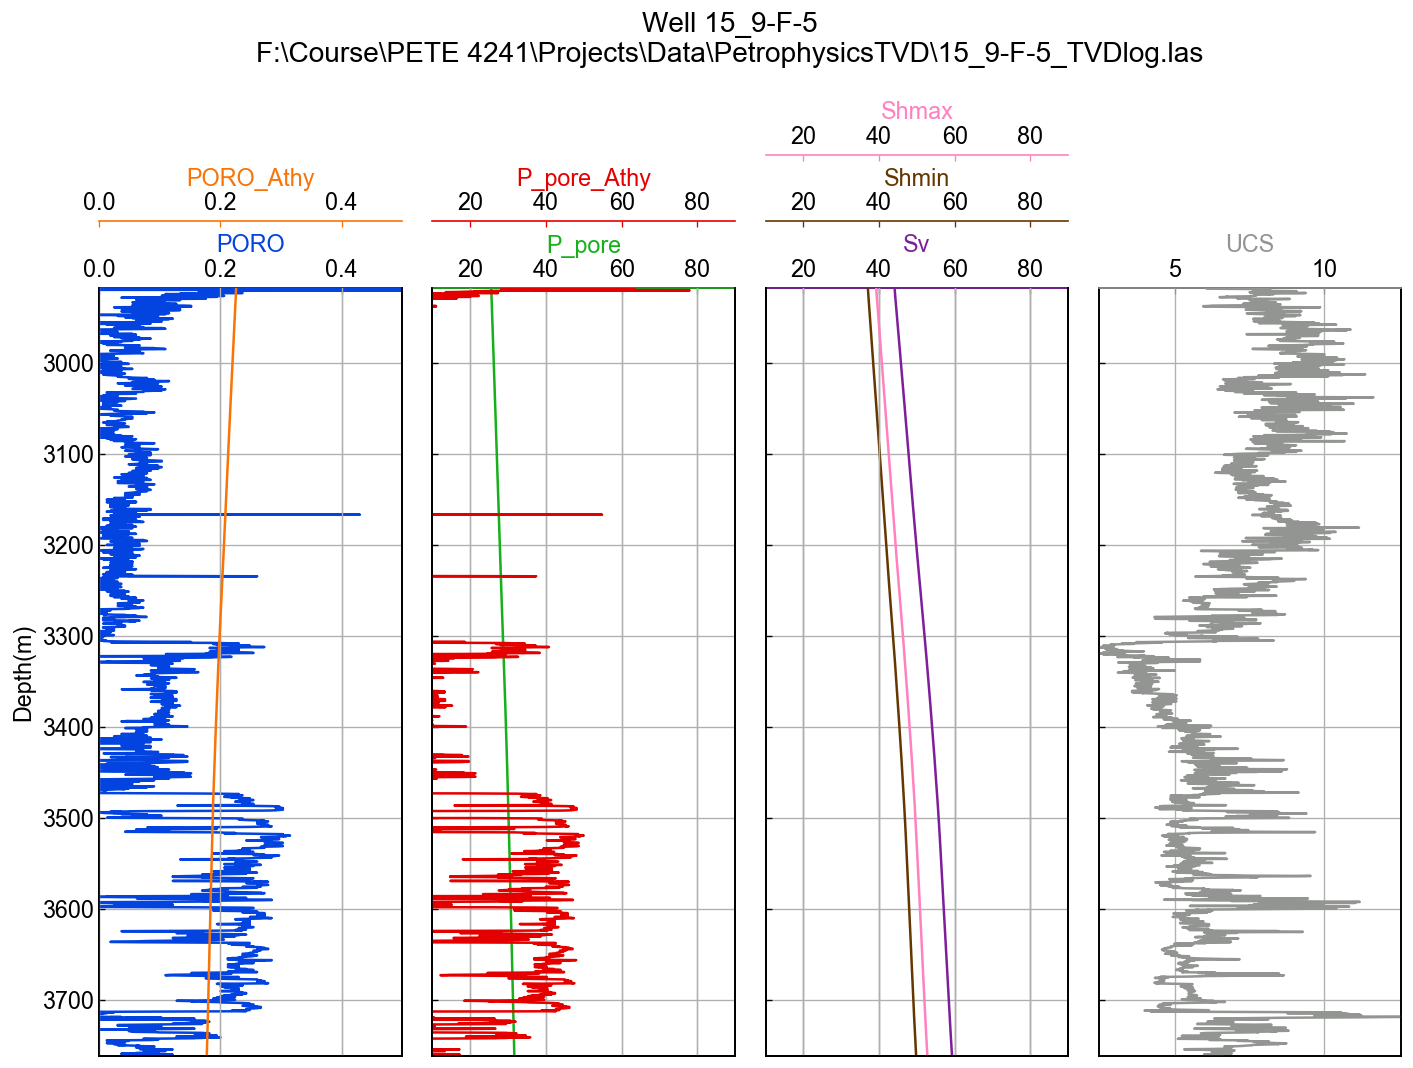 Well 15_9-F-5
F:\Course\PETE 4241\Projects\Data\PetrophysicsTVD\15_9-F-5_TVDlog.las
Shmax
20 40 60 80
PORO_Athy P_pore_Athy Shmin
0.0 0.2 0.4 20 40 60 80 20 40 60 80
PORO P_pore Sv UCS
0.0 0.2 0.4 20 40 60 80 20 40 60 80 5 10
3000
3100
3200
3300
3400
3500
3600
3700
Depth(m)